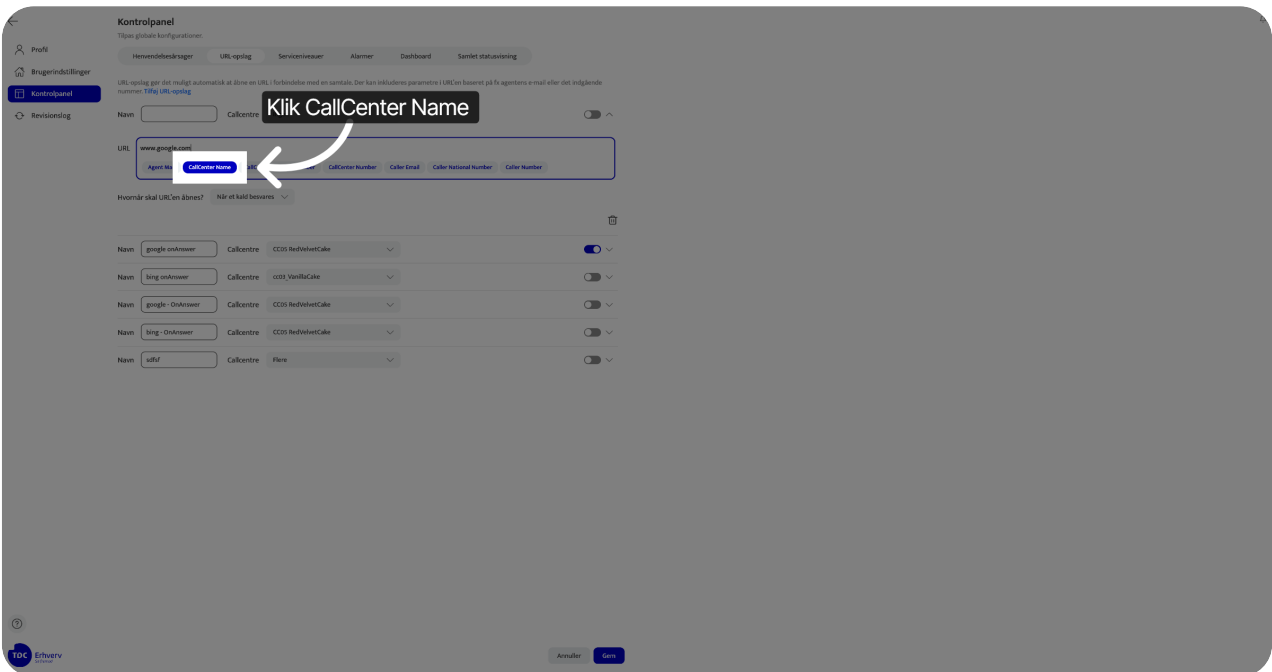 Kontrolpanel
Tilpas globale konfigurationer.
Profil
Brugerindstillinger
Kontrolpanel
Revisionslog
Henvendelsesårsager URL-opslag Serviceniveauer Alarmer Dashboard Samlet statusvisning
URL-opslag gør det muligt automatisk at åbne en URL i forbindelse med en samtale. Der kan inkluderes parametre i URL'en baseret på fx agentens e-mail eller det indgående
nummer. Tilføj URL-opslag
Navn Callcentre
Klik CallCenter Name
URL www.google.com
Agent Ma CallCenter Name CallCenter Number Caller Email Caller National Number Caller Number
Hvornår skal URL'en åbnes? Når et kald besvares
Navn google onAnswer Callcentre CC05 RedVelvetCake
Navn bing onAnswer Callcentre cc03_VanillaCake
Navn google - OnAnswer Callcentre CC05 RedVelvetCake
Navn bing - OnAnswer Callcentre CC05 RedVelvetCake
Navn sdfsf Callcentre Flere
TDC Erhverv
Annuller Gem